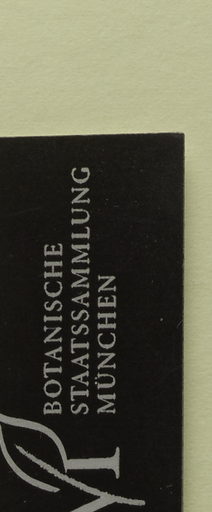 BOTANISCHE
STAATSSAMMLUNG
MÜNCHEN
M